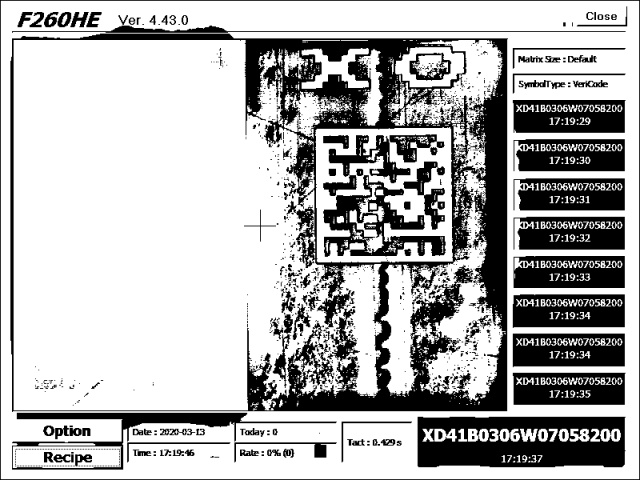 F260HE Ver. 4.43.0
Close
Matrix Size : Default
SymbolType : VeriCode
XD41B0306W07058200
17:19:29
XD41B0306W07058200
17:19:30
XD41B0306W07058200
17:19:31
XD41B0306W07058200
17:19:32
XD41B0306W07058200
17:19:33
XD41B0306W07058200
17:19:34
XD41B0306W07058200
17:19:34
XD41B0306W07058200
17:19:35
Option
Recipe
Date : 2020-03-13
Time : 17:19:46
Today : 0
Rate : 0% (0)
Tact : 0.429 s
XD41B0306W07058200
17:19:37